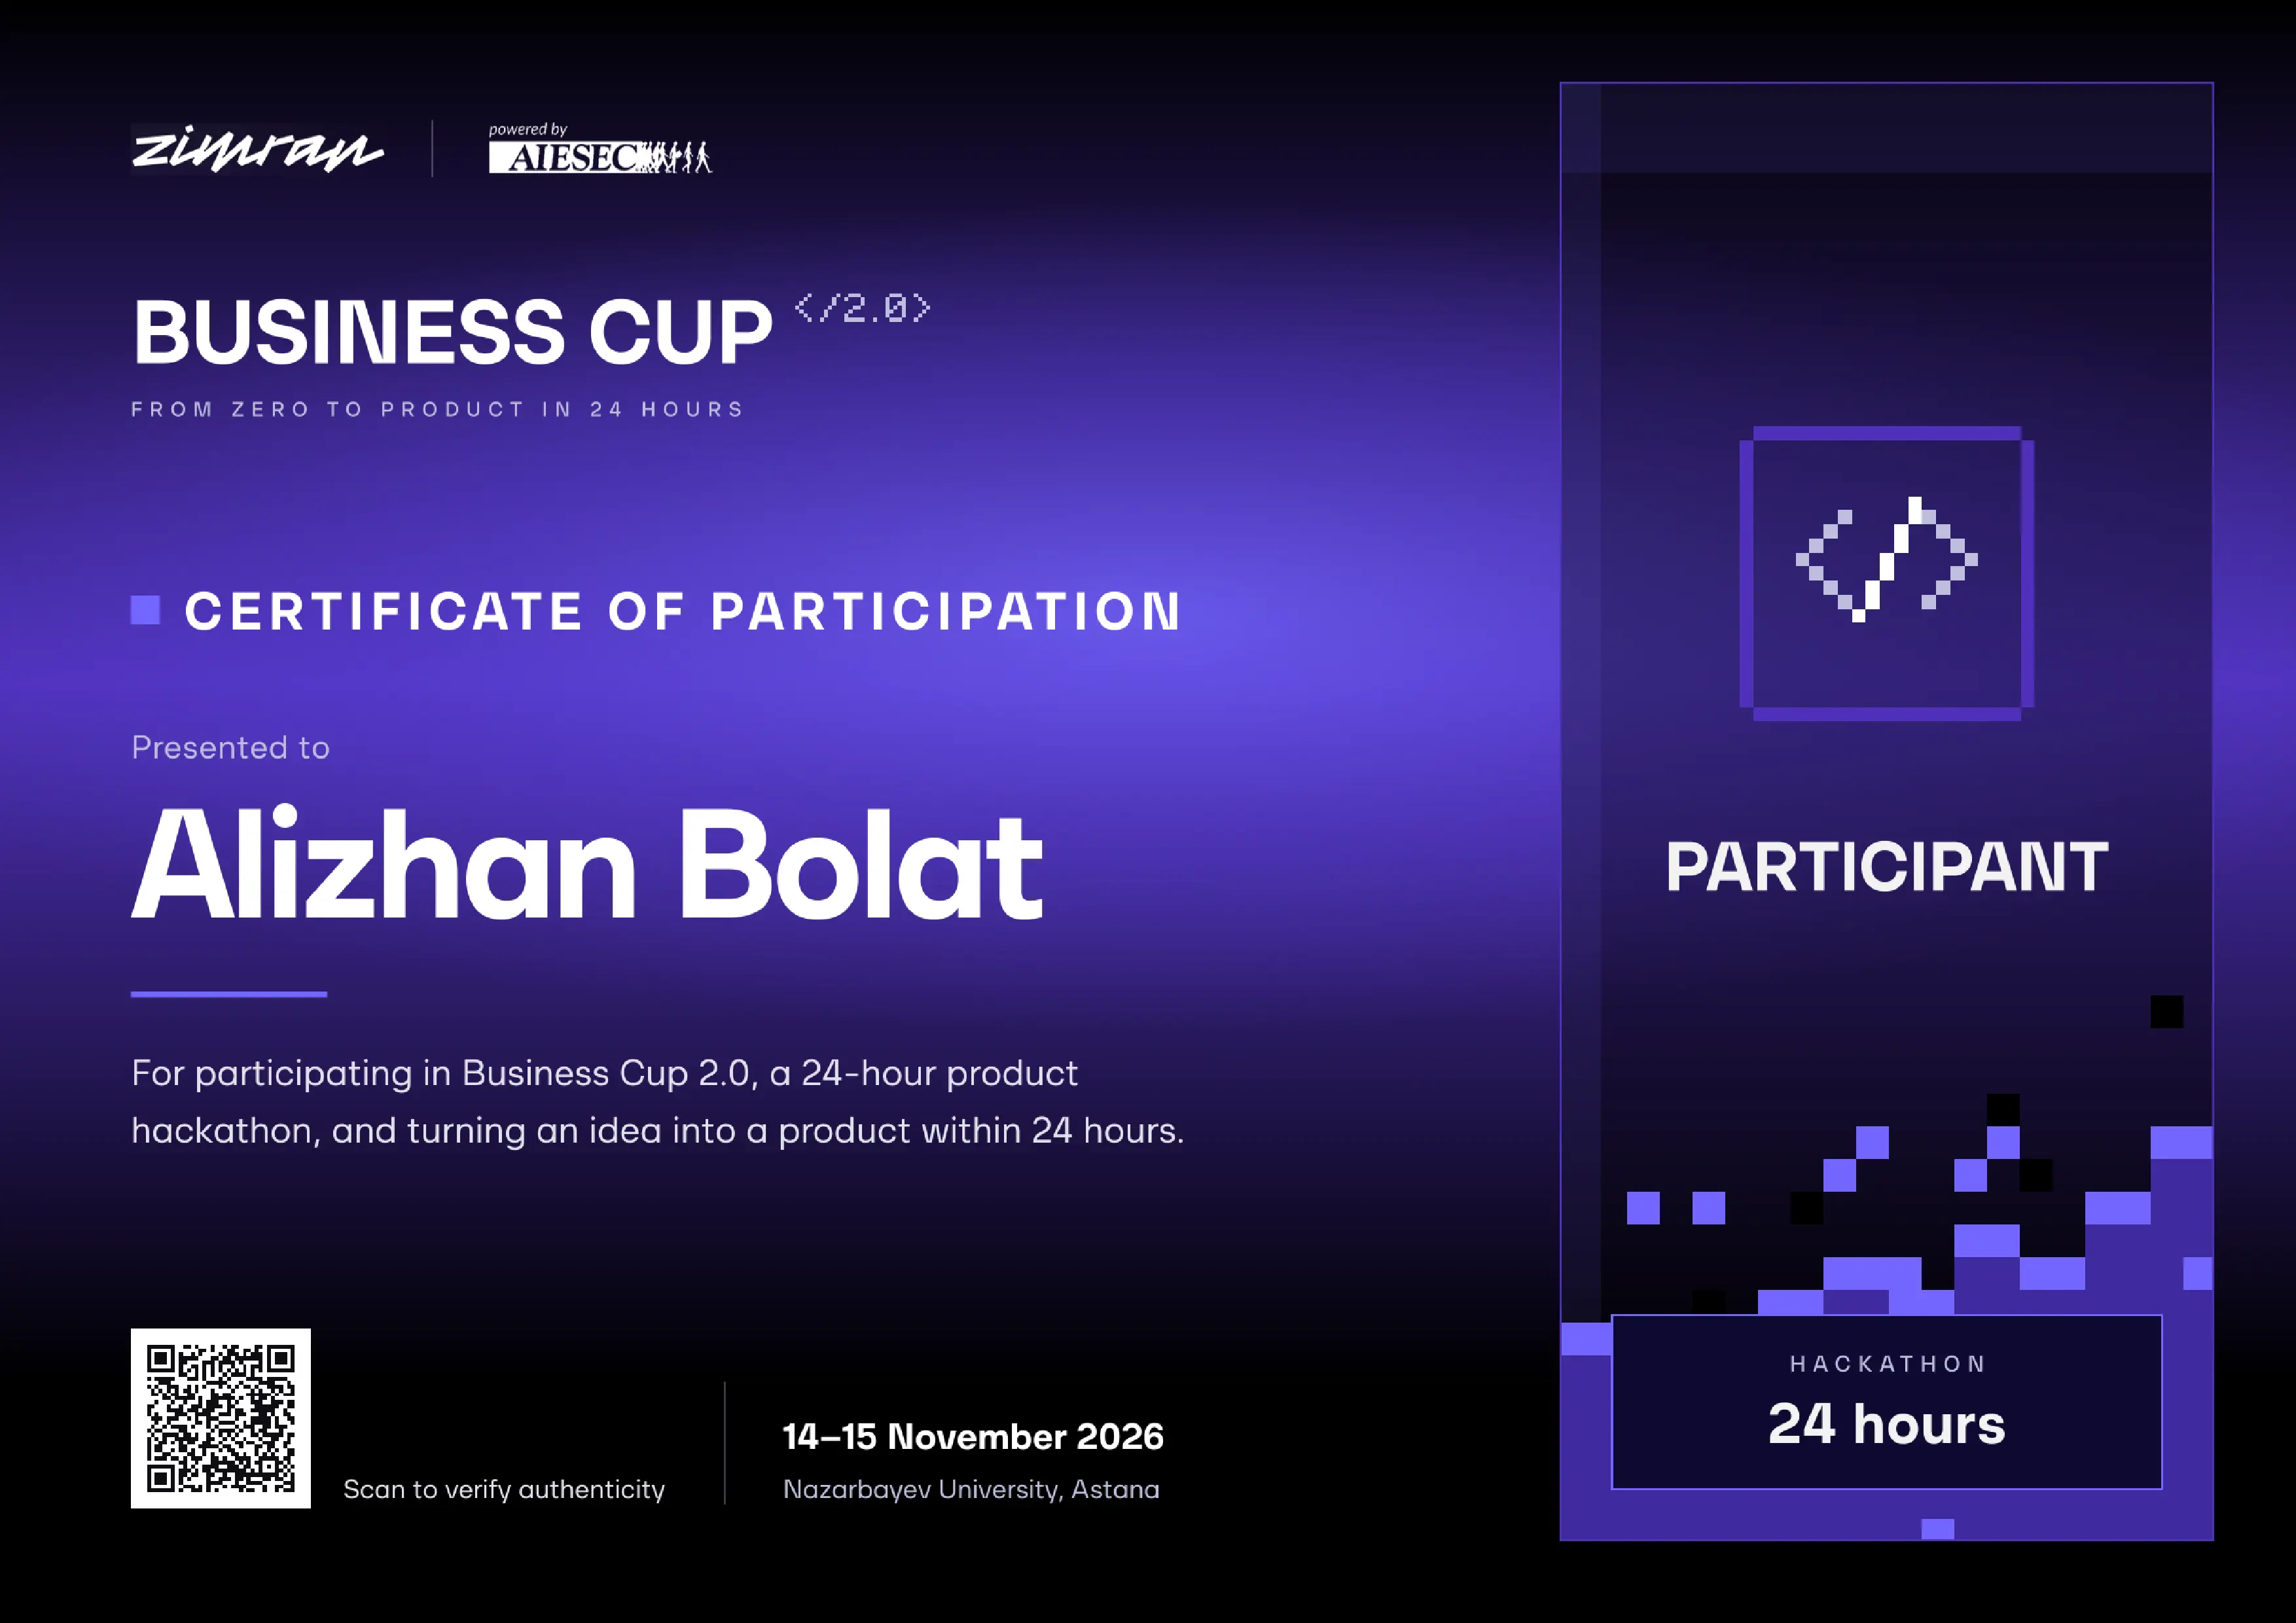 zimran
powered by
AIESEC
BUSINESS CUP </2.0>
FROM ZERO TO PRODUCT IN 24 HOURS
CERTIFICATE OF PARTICIPATION
Presented to
Alizhan Bolat
For participating in Business Cup 2.0, a 24-hour product
hackathon, and turning an idea into a product within 24 hours.
Scan to verify authenticity
14–15 November 2026
Nazarbayev University, Astana
</>
PARTICIPANT
HACKATHON
24 hours